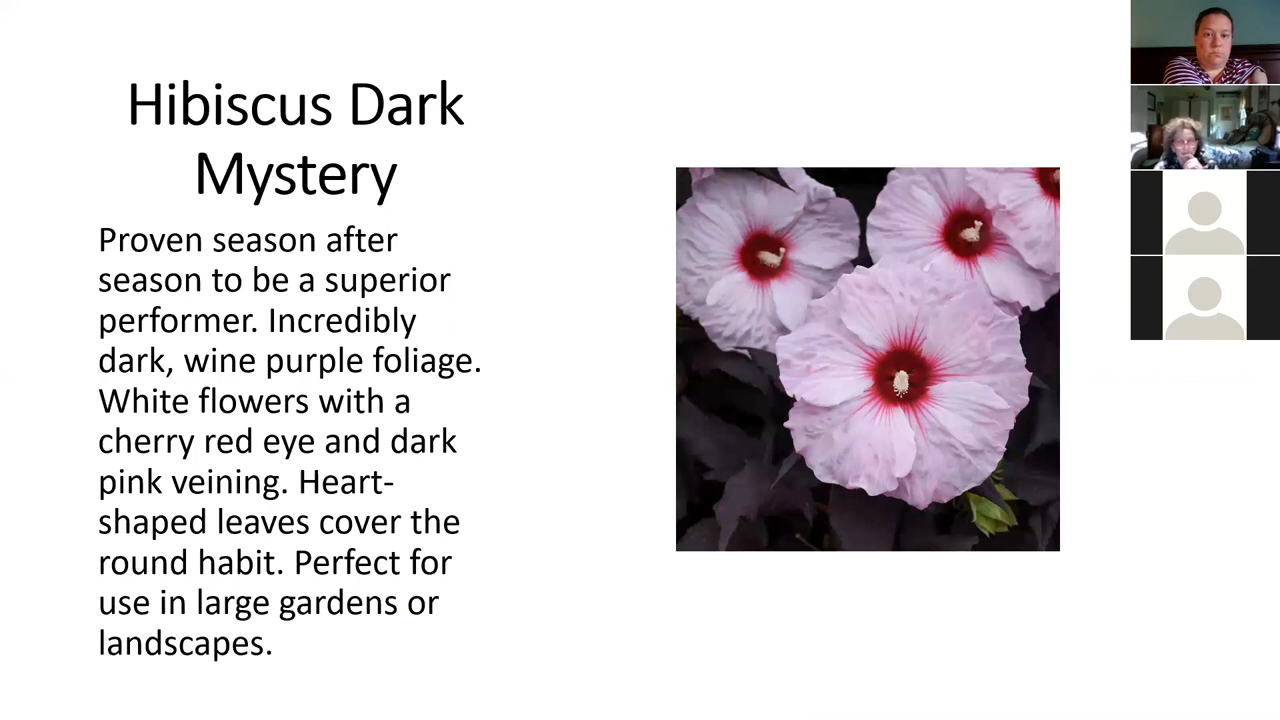 Hibiscus Dark
Mystery
Proven season after
season to be a superior
performer. Incredibly
dark, wine purple foliage.
White flowers with a
cherry red eye and dark
pink veining. Heart-
shaped leaves cover the
round habit. Perfect for
use in large gardens or
landscapes.